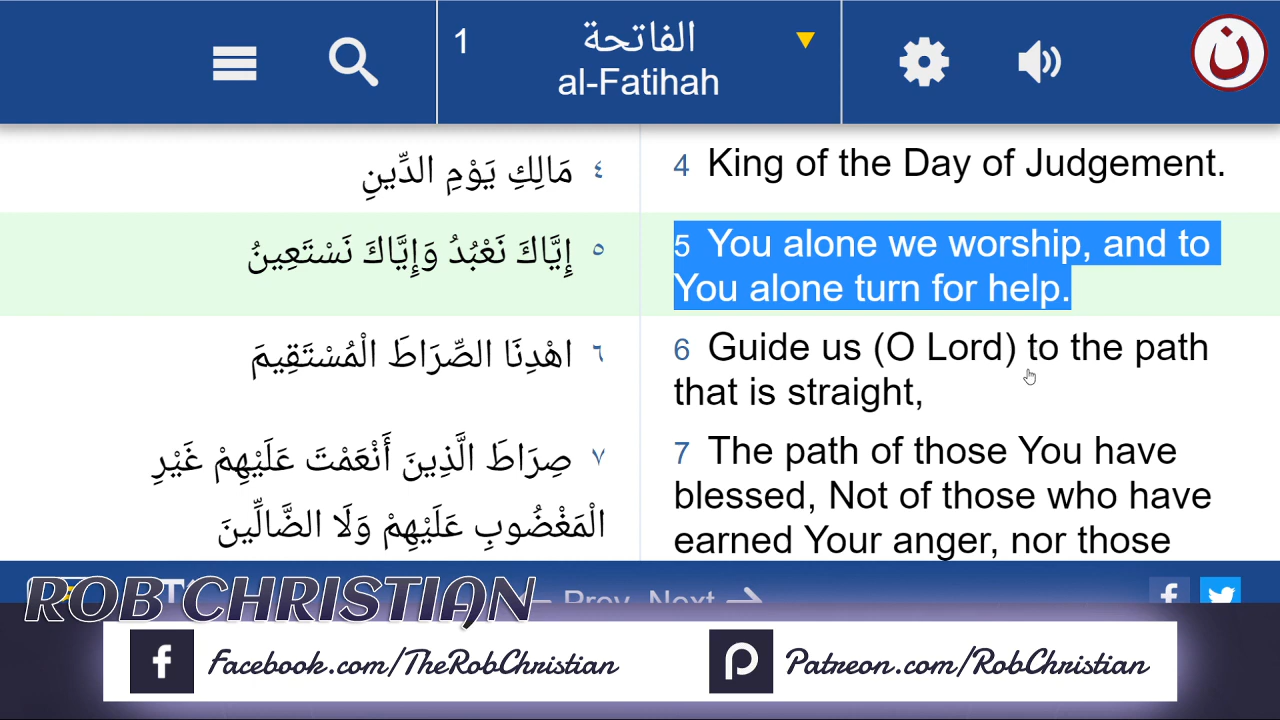 1
الفاتحة
al-Fatihah
ن
٤ مَالِكِ يَوْمِ الدِّينِ
4 King of the Day of Judgement.
٥ إِيَّاكَ نَعْبُدُ وَإِيَّاكَ نَسْتَعِينُ
5 You alone we worship, and to
You alone turn for help.
٦ اهْدِنَا الصِّرَاطَ الْمُسْتَقِيمَ
6 Guide us (O Lord) to the path
that is straight,
٧ صِرَاطَ الَّذِينَ أَنْعَمْتَ عَلَيْهِمْ غَيْرِ
الْمَغْضُوبِ عَلَيْهِمْ وَلَا الضَّالِّينَ
7 The path of those You have
blessed, Not of those who have
earned Your anger, nor those
ROB CHRISTIAN
Prev Next
Facebook.com/TheRobChristian
Patreon.com/RobChristian